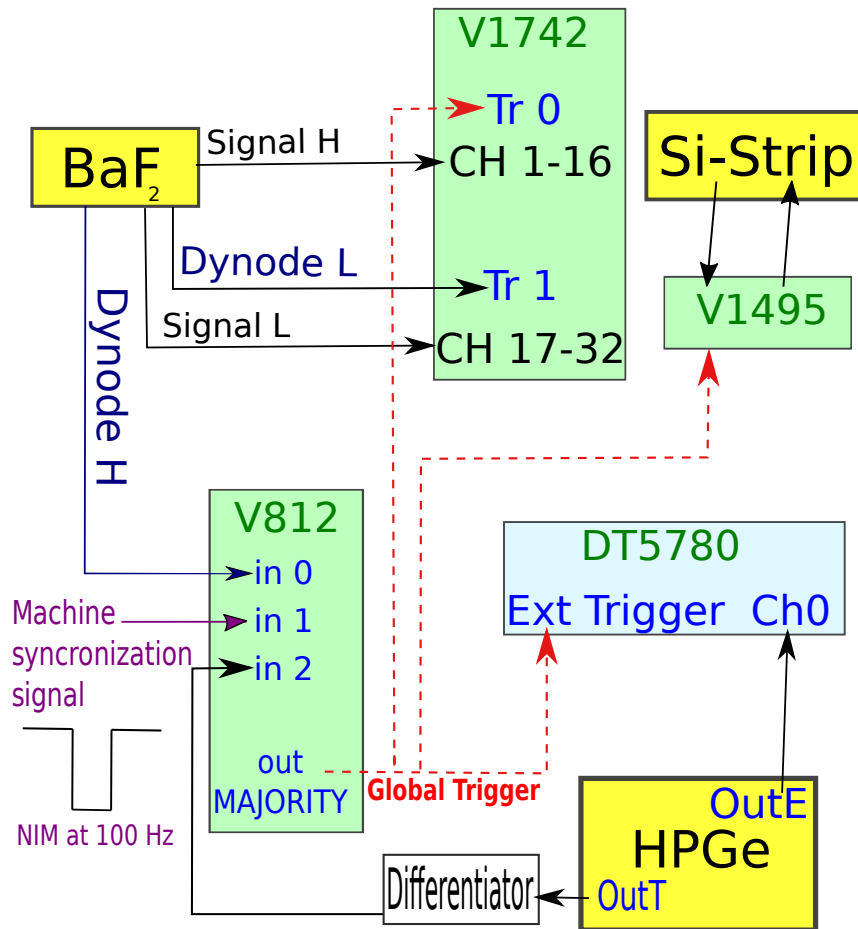 V1742
Tr 0
Signal H
CH 1-16
BaF2
Si-Strip
Dynode L
Tr 1
V1495
Signal L
CH 17-32
Dynode H
V812
DT5780
in 0
Machine
syncronization
signal
in 1
in 2
Ext Trigger Ch0
out
MAJORITY
Global Trigger
NIM at 100 Hz
OutE
HPGe
Differentiator
OutT